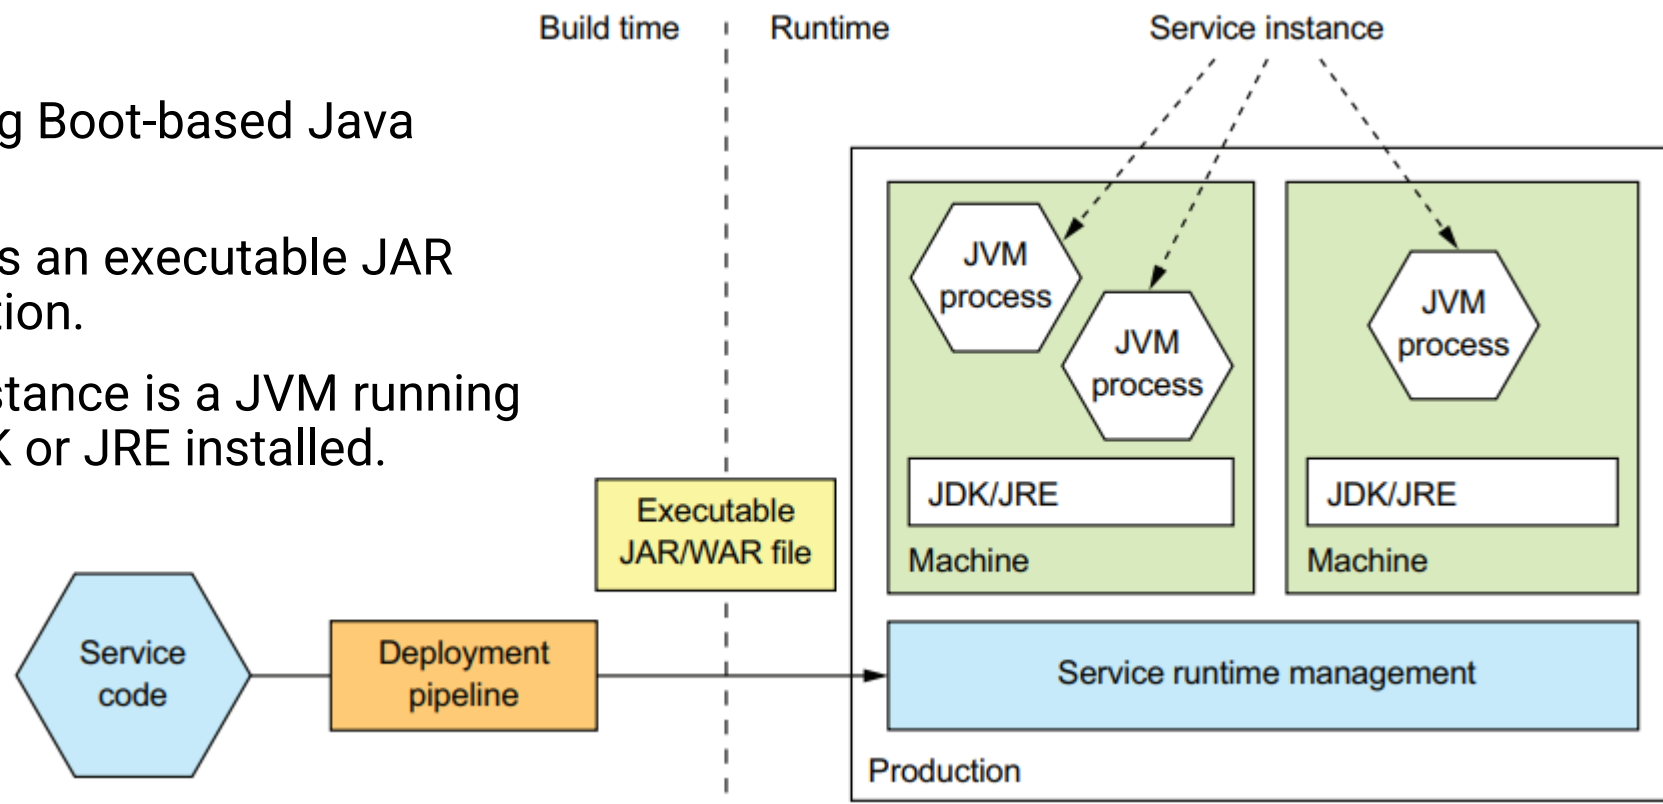 Build time
Runtime
Service instance
g Boot-based Java
s an executable JAR
tion.
stance is a JVM running
K or JRE installed.
JVM
process
JVM
process
JVM
process
JDK/JRE
Machine
JDK/JRE
Machine
Executable
JAR/WAR file
Service
code
Deployment
pipeline
Service runtime management
Production